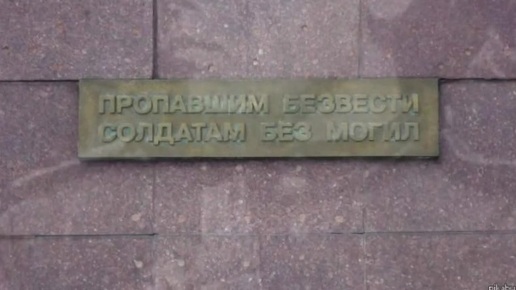 ПРОПАВШИМ БЕЗВЕСТИ
СОЛДАТАМ БЕЗ МОГИЛ